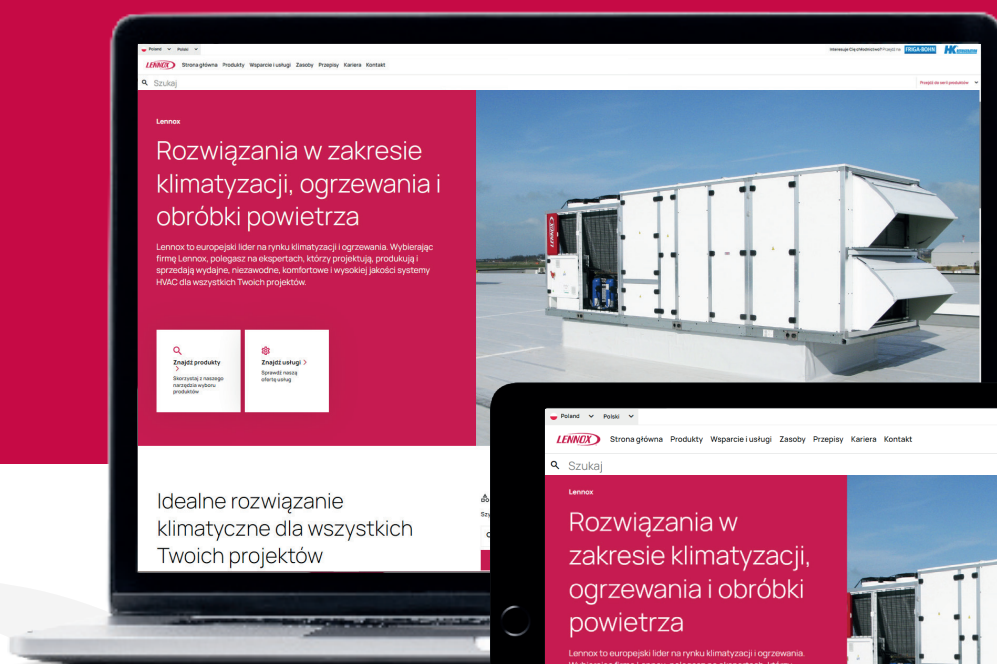 Poland Polski
Interesuje Cię chłodnictwo? Przejdź na FRIGA-BOHN HK
LENNOX Strona główna Produkty Wsparcie i usługi Zasoby Przepisy Kariera Kontakt
Szukaj
Przejdź do serii produktów
Lennox
Rozwiązania w zakresie
klimatyzacji, ogrzewania i
obróbki powietrza
Lennox to europejski lider na rynku klimatyzacji i ogrzewania. Wybierając
firmę Lennox, polegasz na ekspertach, którzy projektują, produkują i
sprzedają wydajne, niezawodne, komfortowe i wysokiej jakości systemy
HVAC dla wszystkich Twoich projektów.
Znajdź produkty
Skorzystaj z naszego
narzędzia wyboru
produktów
Znajdź usługi
Sprawdź naszą
ofertę usług
LENNOX
Idealne rozwiązanie
klimatyczne dla wszystkich
Twoich projektów
Poland Polski
LENNOX Strona główna Produkty Wsparcie i usługi Zasoby Przepisy Kariera Kontakt
Szukaj
Lennox
Rozwiązania w
zakresie klimatyzacji,
ogrzewania i obróbki
powietrza
Lennox to europejski lider na rynku klimatyzacji i ogrzewania.